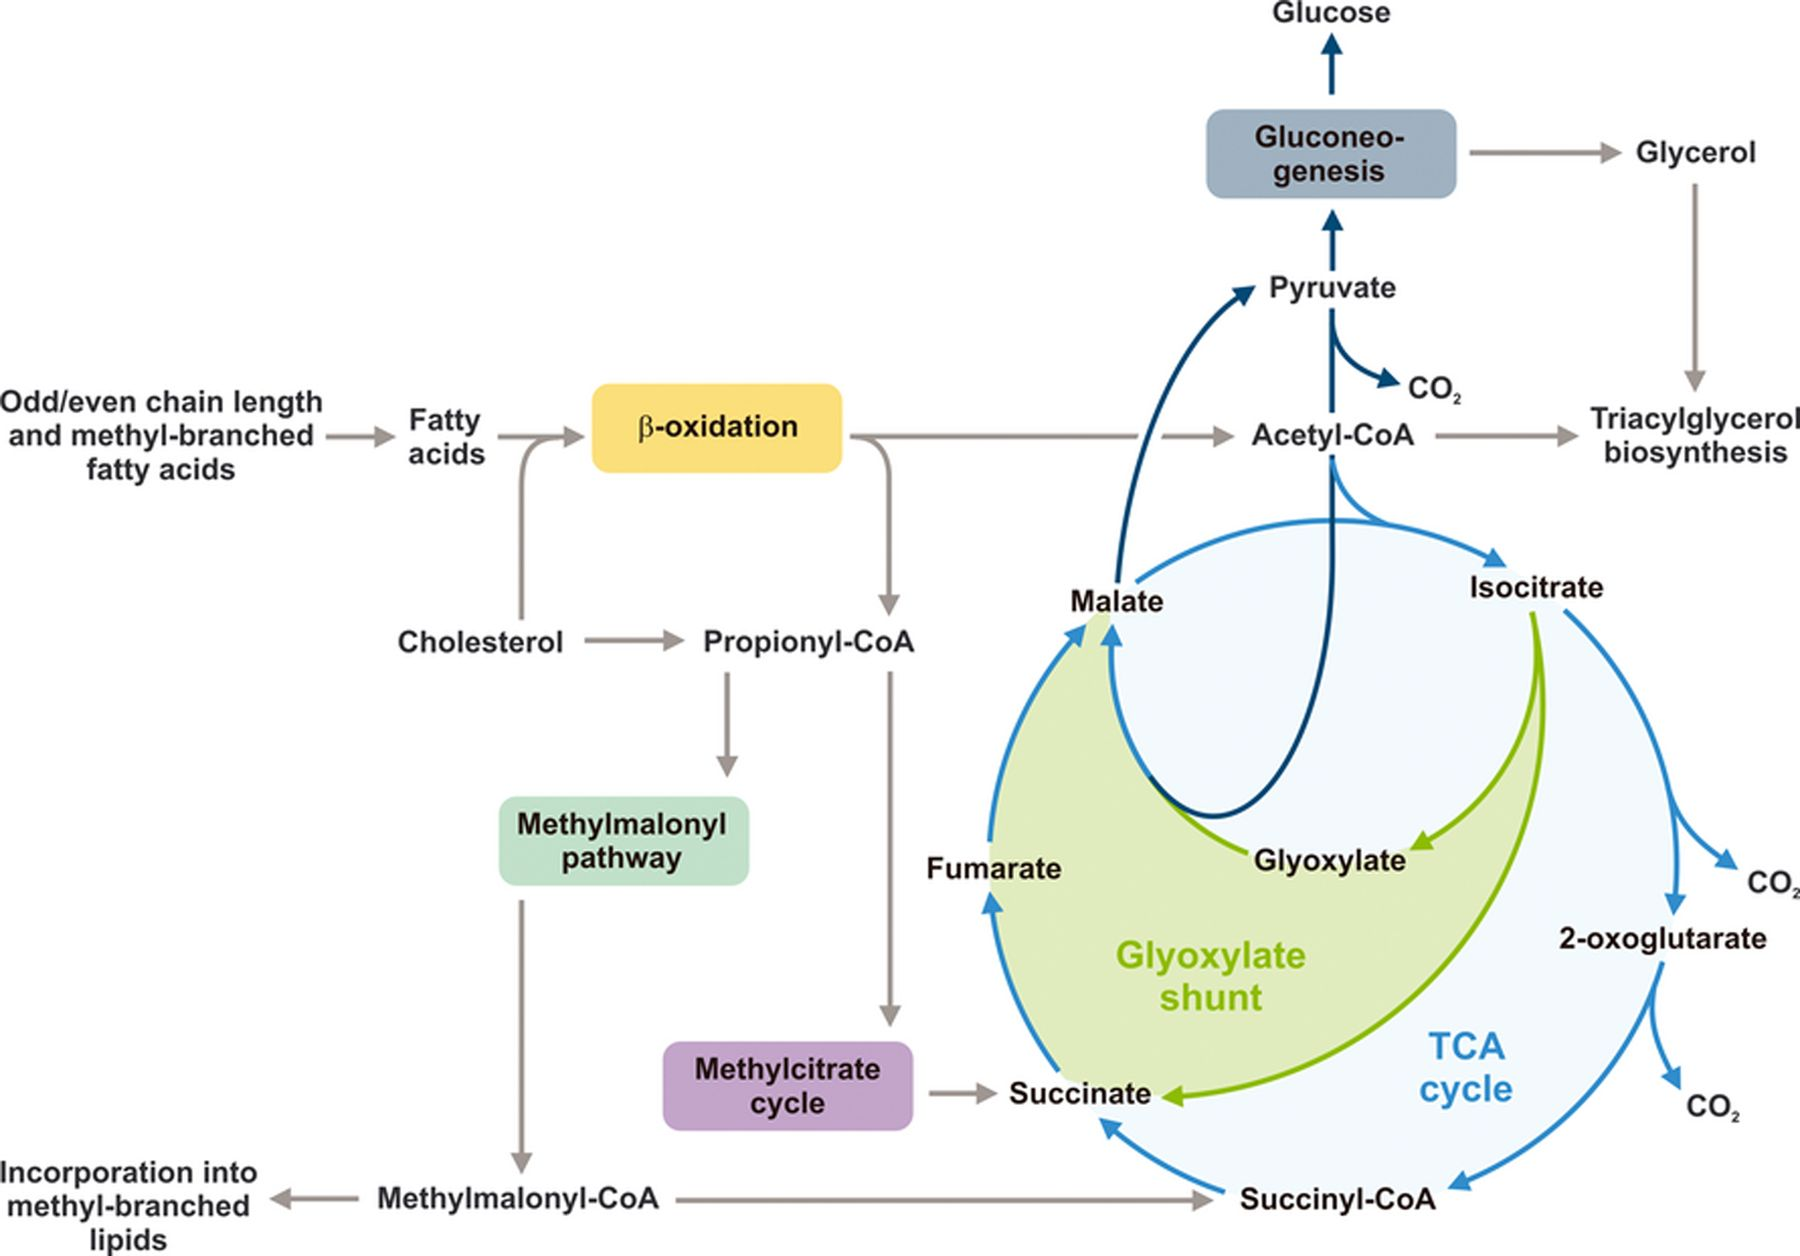 Glucose
Gluconeo-
genesis
Glycerol
Pyruvate
CO₂
Odd/even chain length
and methyl-branched
fatty acids
Fatty
acids
β-oxidation
Acetyl-CoA
Triacylglycerol
biosynthesis
Malate
Isocitrate
Cholesterol
Propionyl-CoA
Methylmalonyl
pathway
Fumarate
Glyoxylate
CO₂
2-oxoglutarate
Glyoxylate
shunt
TCA
cycle
Methylcitrate
cycle
Succinate
CO₂
Incorporation into
methyl-branched
lipids
Methylmalonyl-CoA
Succinyl-CoA